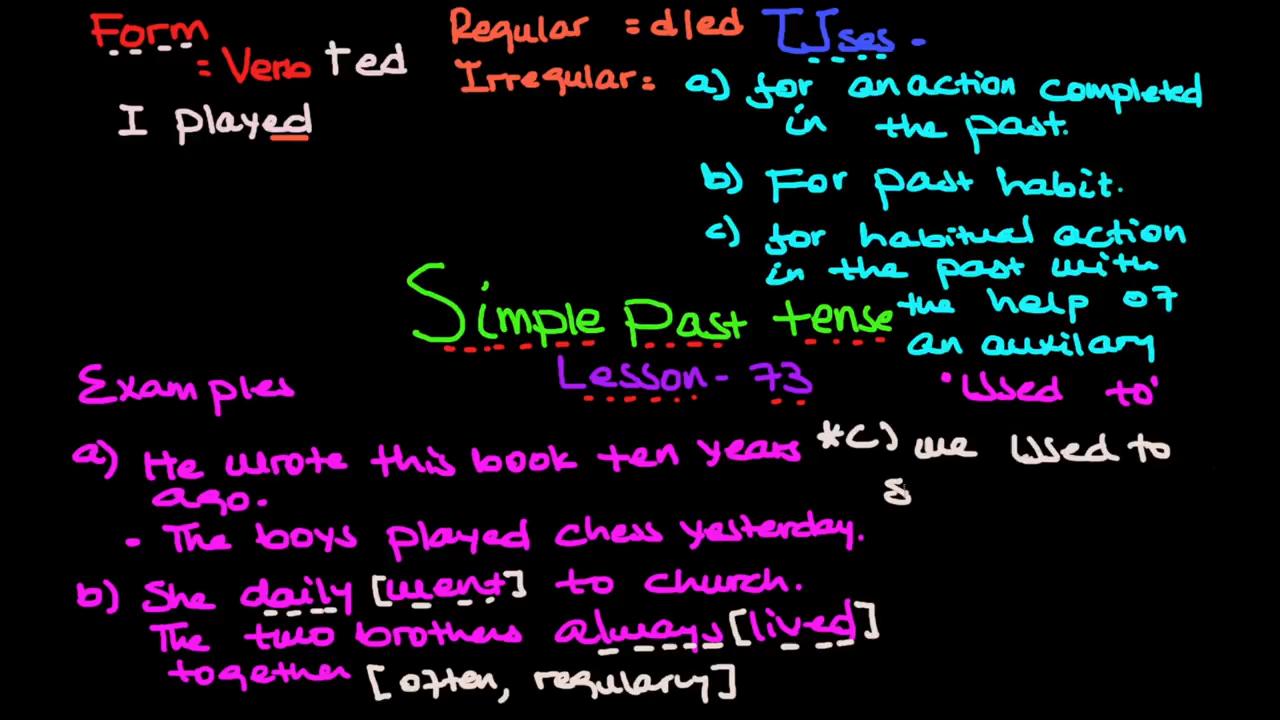 Form
= Verb + ed
I played
Regular = d/ed
Irregular =
Uses -
a) for an action completed
in the past.
b) For past habit.
c) for habitual action
in the past with
the help of
an auxilary
'Used to'
Simple Past tense
Lesson - 73
Examples
a) He wrote this book ten years
ago.
- The boys played chess yesterday.
b) She daily [went] to church.
The two brothers always [lived]
together [often, regularly]
*c) we used to
s